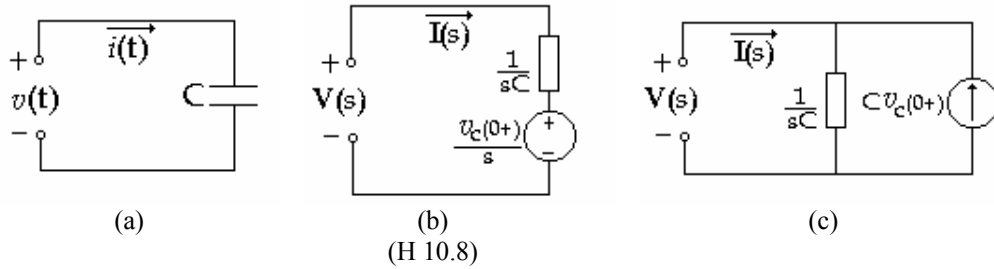 i(t)
+
v(t)
C
−
(a)
I(s)
+
V(s)
−
1/sC
v_c(0+)/s
+
−
(b)
(H 10.8)
I(s)
+
V(s)
−
1/sC
Cv_c(0+)
(c)